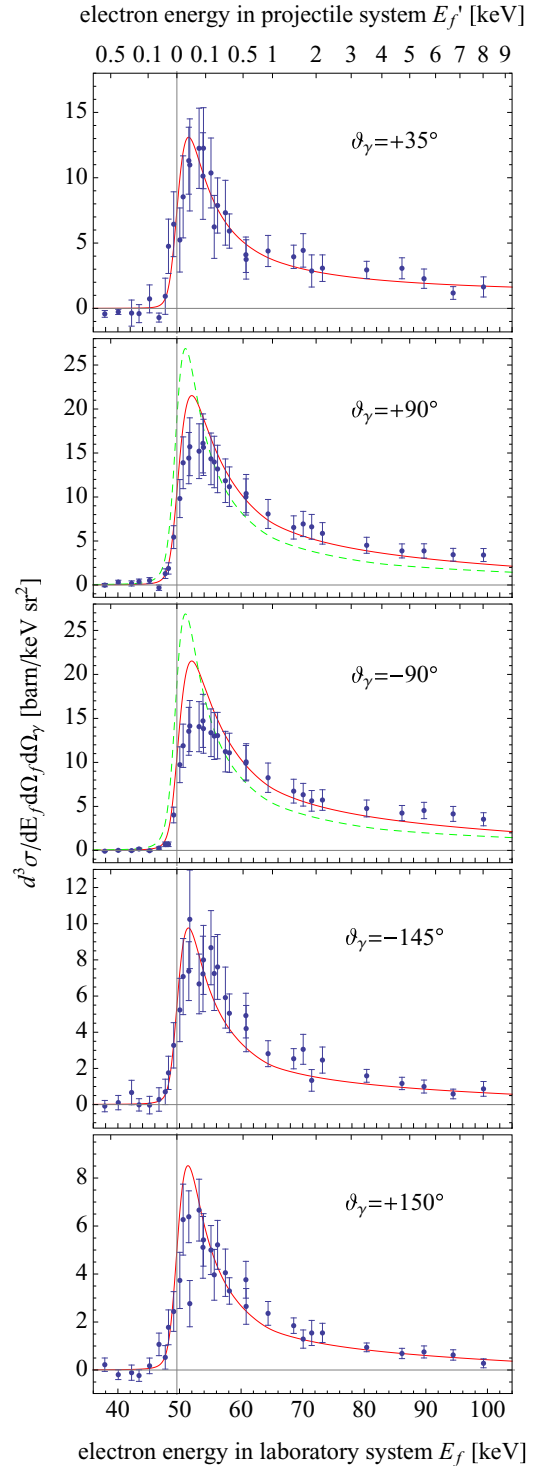 electron energy in projectile system E_f' [keV]
0.5 0.1 0 0.1 0.5 1 2 3 4 5 6 7 8 9
15
10
5
0
ϑ_γ=+35°
25
20
15
10
5
0
ϑ_γ=+90°
d³σ/dE_f dΩ_f dΩ_γ [barn/keV sr²]
25
20
15
10
5
0
ϑ_γ=−90°
12
10
8
6
4
2
0
ϑ_γ=−145°
8
6
4
2
0
ϑ_γ=+150°
40 50 60 70 80 90 100
electron energy in laboratory system E_f [keV]